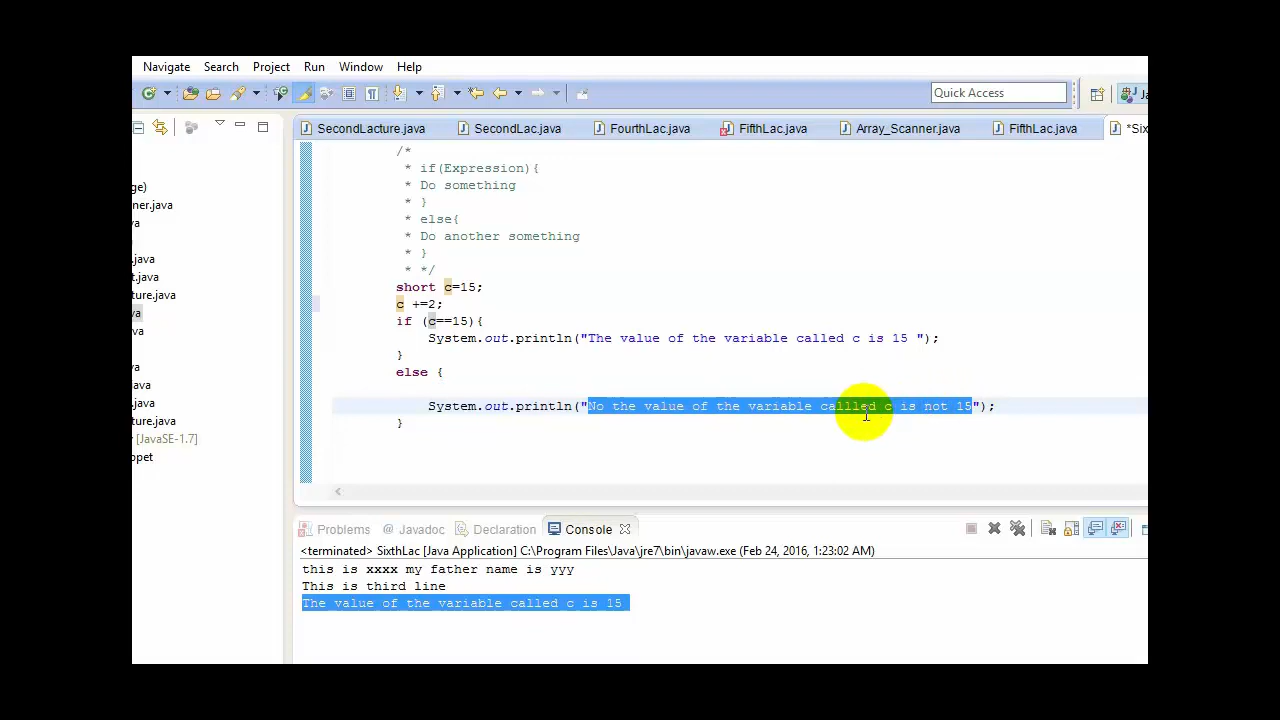 Navigate Search Project Run Window Help
Quick Access
SecondLacture.java SecondLac.java FourthLac.java FifthLac.java Array_Scanner.java FifthLac.java *Six
/*
* if(Expression){
ge)
* Do something
ner.java
* }
va
* else{
* Do another something
.java
* }
t.java
* */
short c=15;
ture.java
c +=2;
va
if (c==15){
va
System.out.println("The value of the variable called c is 15 ");
}
va
else {
.java
System.out.println("No the value of the variable callled c is not 15");
.java
}
ture.java
[JavaSE-1.7]
ppet
Problems @ Javadoc Declaration Console
<terminated> SixthLac [Java Application] C:\Program Files\Java\jre7\bin\javaw.exe (Feb 24, 2016, 1:23:02 AM)
this is xxxx my father name is yyy
This is third line
The value of the variable called c is 15